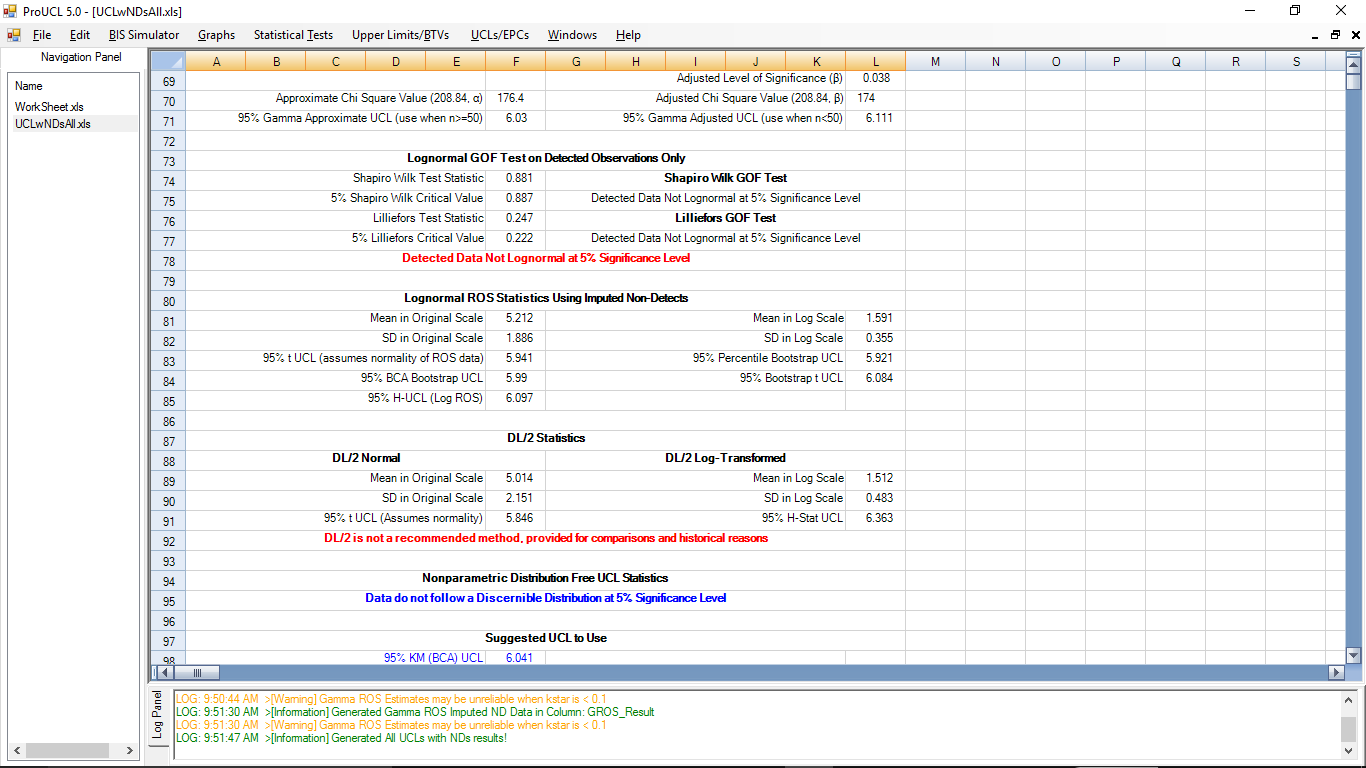 ProUCL 5.0 - [UCLwNDsAll.xls]
File Edit BIS Simulator Graphs Statistical Tests Upper Limits/BTVs UCLs/EPCs Windows Help
Navigation Panel
Name
WorkSheet.xls
UCLwNDsAll.xls
A B C D E F G H I J K L M N O P Q R S
69 Adjusted Level of Significance (β) 0.038
70 Approximate Chi Square Value (208.84, α) 176.4 Adjusted Chi Square Value (208.84, β) 174
71 95% Gamma Approximate UCL (use when n>=50) 6.03 95% Gamma Adjusted UCL (use when n<50) 6.111
72
73 Lognormal GOF Test on Detected Observations Only
74 Shapiro Wilk Test Statistic 0.881 Shapiro Wilk GOF Test
75 5% Shapiro Wilk Critical Value 0.887 Detected Data Not Lognormal at 5% Significance Level
76 Lilliefors Test Statistic 0.247 Lilliefors GOF Test
77 5% Lilliefors Critical Value 0.222 Detected Data Not Lognormal at 5% Significance Level
78 Detected Data Not Lognormal at 5% Significance Level
79
80 Lognormal ROS Statistics Using Imputed Non-Detects
81 Mean in Original Scale 5.212 Mean in Log Scale 1.591
82 SD in Original Scale 1.886 SD in Log Scale 0.355
83 95% t UCL (assumes normality of ROS data) 5.941 95% Percentile Bootstrap UCL 5.921
84 95% BCA Bootstrap UCL 5.99 95% Bootstrap t UCL 6.084
85 95% H-UCL (Log ROS) 6.097
86
87 DL/2 Statistics
88 DL/2 Normal DL/2 Log-Transformed
89 Mean in Original Scale 5.014 Mean in Log Scale 1.512
90 SD in Original Scale 2.151 SD in Log Scale 0.483
91 95% t UCL (Assumes normality) 5.846 95% H-Stat UCL 6.363
92 DL/2 is not a recommended method, provided for comparisons and historical reasons
93
94 Nonparametric Distribution Free UCL Statistics
95 Data do not follow a Discernible Distribution at 5% Significance Level
96
97 Suggested UCL to Use
98 95% KM (BCA) UCL 6.041
Log Panel
LOG: 9:50:44 AM >[Warning] Gamma ROS Estimates may be unreliable when kstar is < 0.1
LOG: 9:51:30 AM >[Information] Generated Gamma ROS Imputed ND Data in Column: GROS_Result
LOG: 9:51:30 AM >[Warning] Gamma ROS Estimates may be unreliable when kstar is < 0.1
LOG: 9:51:47 AM >[Information] Generated All UCLs with NDs results!